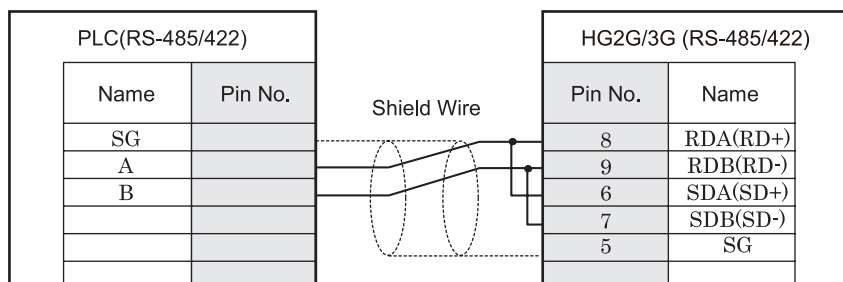 PLC(RS-485/422)
HG2G/3G (RS-485/422)
Name Pin No. Shield Wire Pin No. Name
SG 8 RDA(RD+)
A 9 RDB(RD-)
B 6 SDA(SD+)
7 SDB(SD-)
5 SG